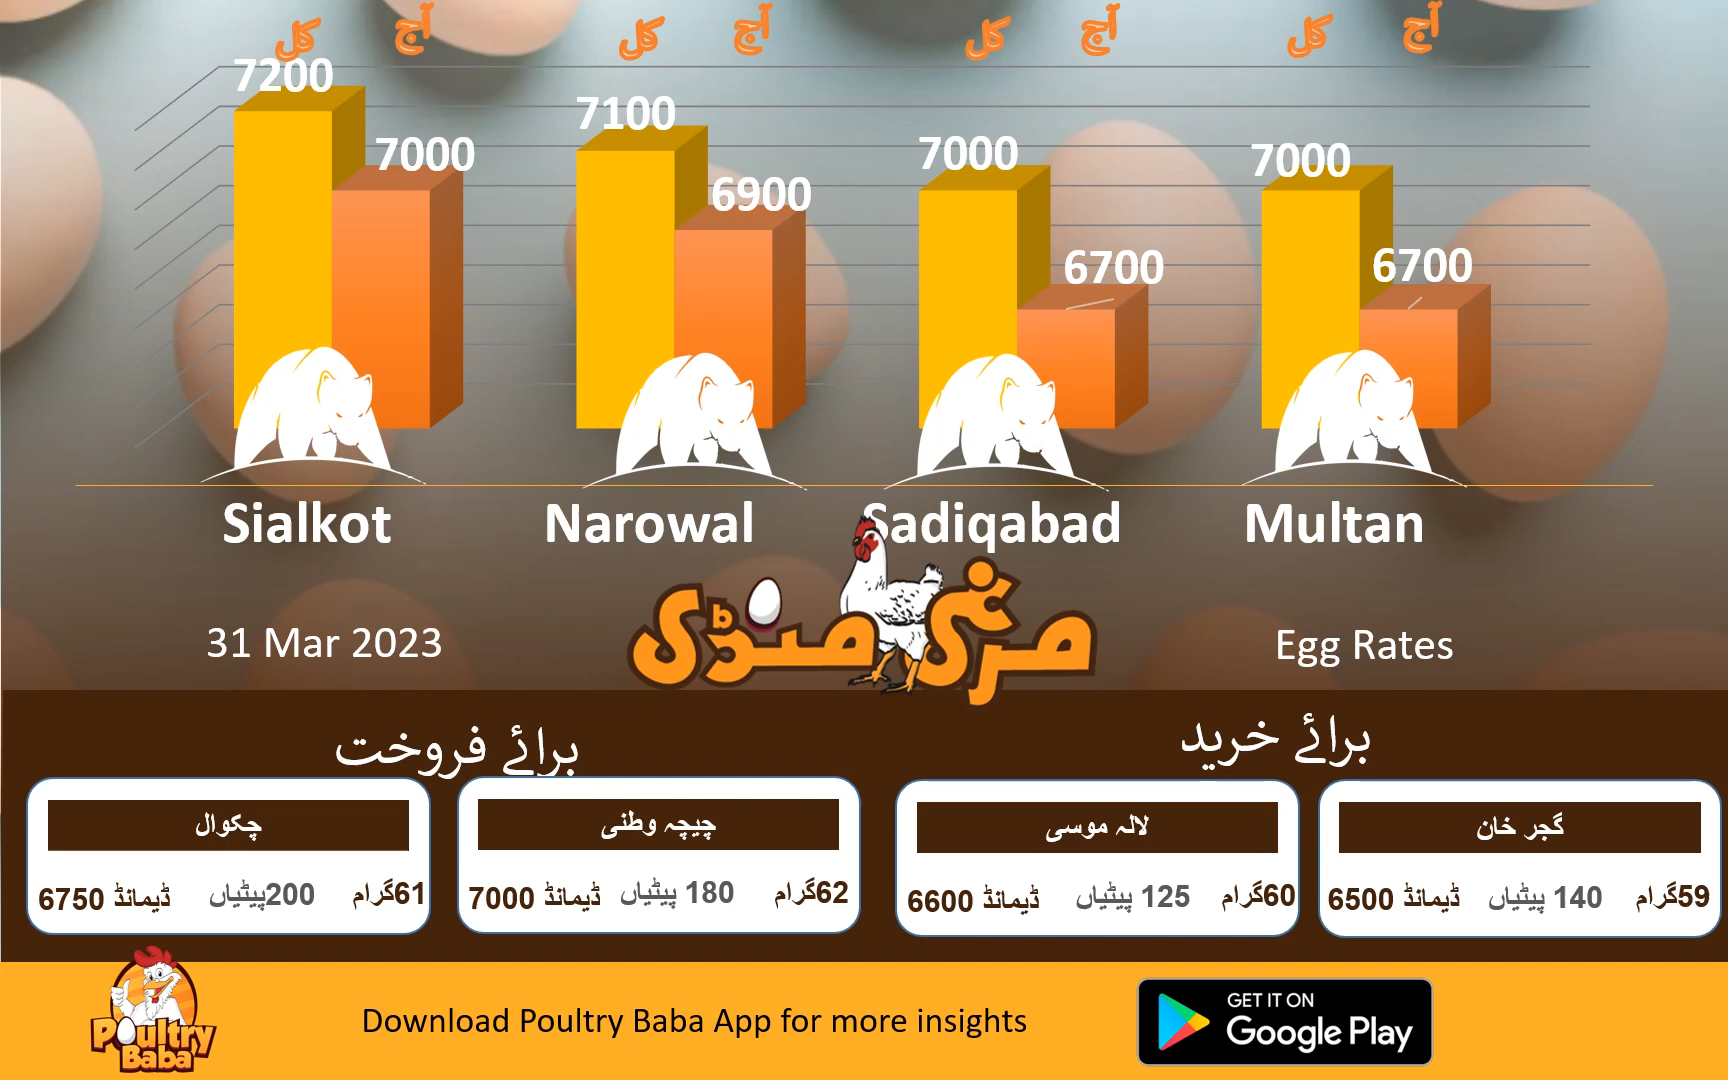 کل آج کل آج کل آج کل آج
7200 7000 7100 6900 7000 6700 7000 6700
Sialkot Narowal Sadiqabad Multan
31 Mar 2023
مرغی منڈی
Egg Rates
برائے فروخت
برائے خرید
چکوال
61گرام 200پیٹیاں ڈیمانڈ 6750
چیچہ وطنی
62گرام 180 پیٹیاں ڈیمانڈ 7000
لالہ موسی
60گرام 125 پیٹیاں ڈیمانڈ 6600
گجر خان
59گرام 140 پیٹیاں ڈیمانڈ 6500
Poultry
Baba
Download Poultry Baba App for more insights
GET IT ON
Google Play